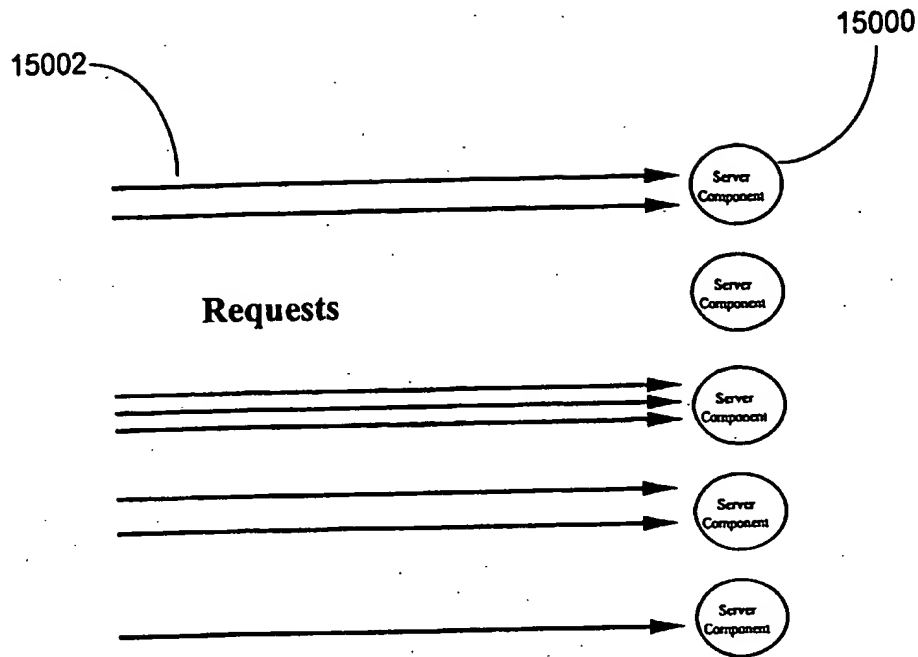 15000
15002
Server
Component
Server
Component
Requests
Server
Component
Server
Component
Server
Component